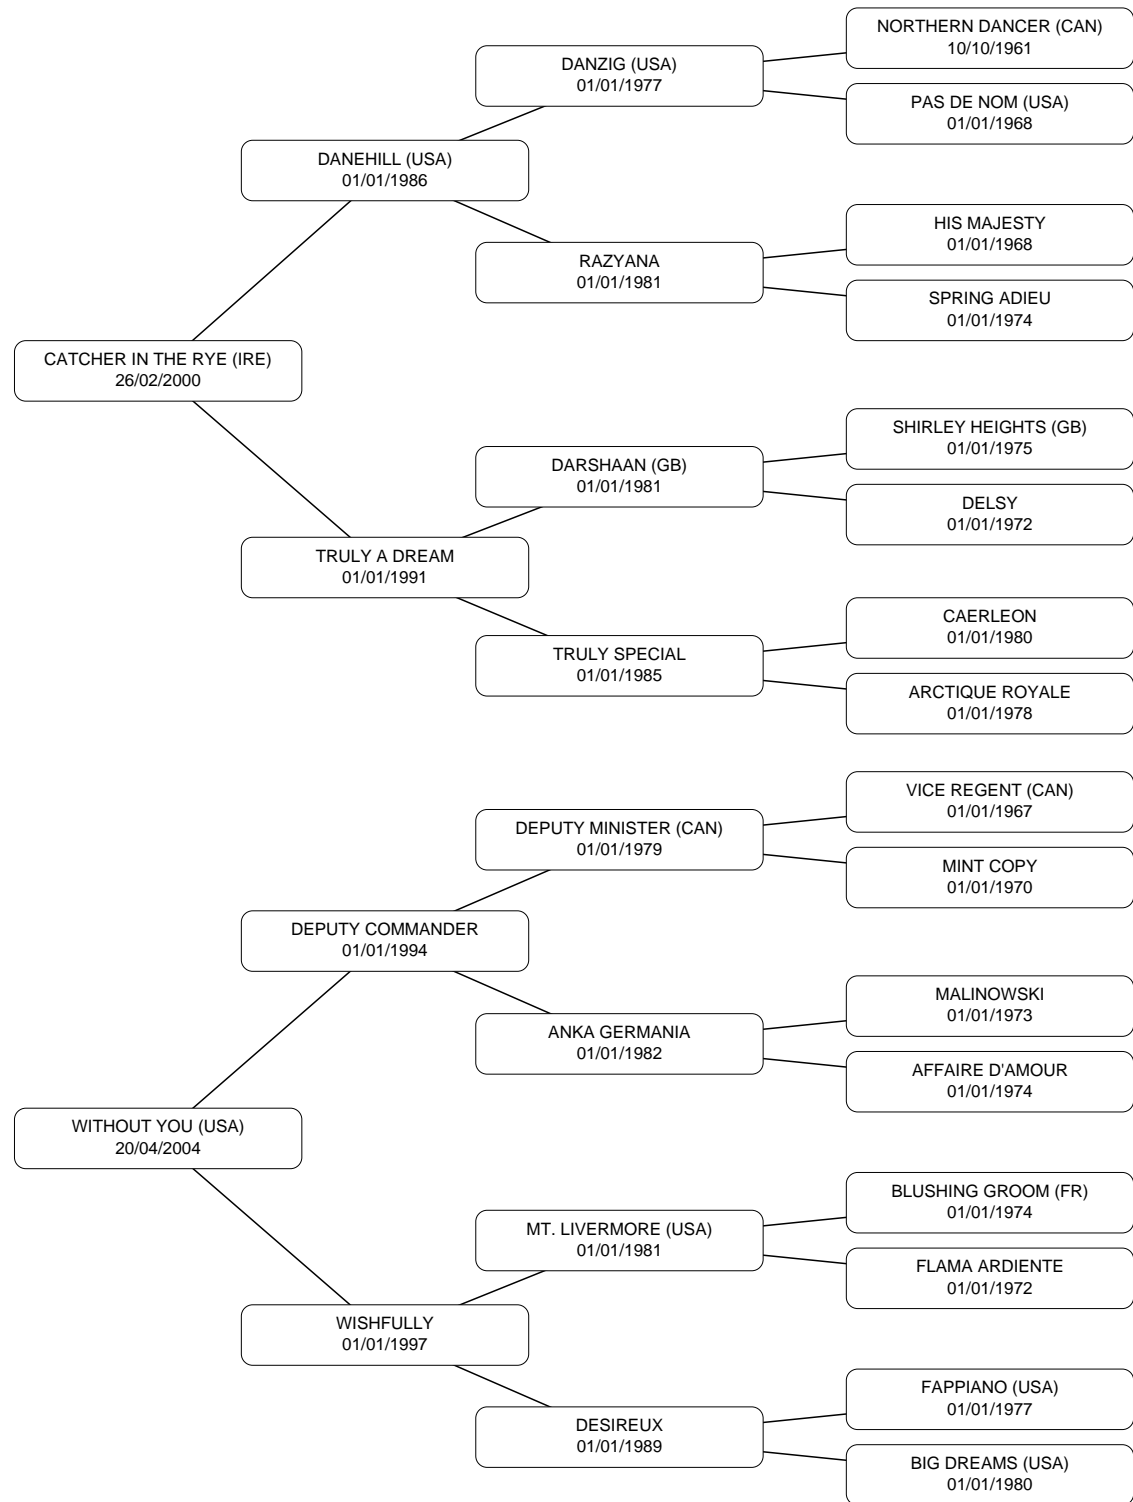 NORTHERN DANCER (CAN)
10/10/1961
DANZIG (USA)
01/01/1977
PAS DE NOM (USA)
01/01/1968
DANEHILL (USA)
01/01/1986
HIS MAJESTY
01/01/1968
RAZYANA
01/01/1981
SPRING ADIEU
01/01/1974
CATCHER IN THE RYE (IRE)
26/02/2000
SHIRLEY HEIGHTS (GB)
01/01/1975
DARSHAAN (GB)
01/01/1981
DELSY
01/01/1972
TRULY A DREAM
01/01/1991
CAERLEON
01/01/1980
TRULY SPECIAL
01/01/1985
ARCTIQUE ROYALE
01/01/1978
VICE REGENT (CAN)
01/01/1967
DEPUTY MINISTER (CAN)
01/01/1979
MINT COPY
01/01/1970
DEPUTY COMMANDER
01/01/1994
MALINOWSKI
01/01/1973
ANKA GERMANIA
01/01/1982
AFFAIRE D'AMOUR
01/01/1974
WITHOUT YOU (USA)
20/04/2004
BLUSHING GROOM (FR)
01/01/1974
MT. LIVERMORE (USA)
01/01/1981
FLAMA ARDIENTE
01/01/1972
WISHFULLY
01/01/1997
FAPPIANO (USA)
01/01/1977
DESIREUX
01/01/1989
BIG DREAMS (USA)
01/01/1980